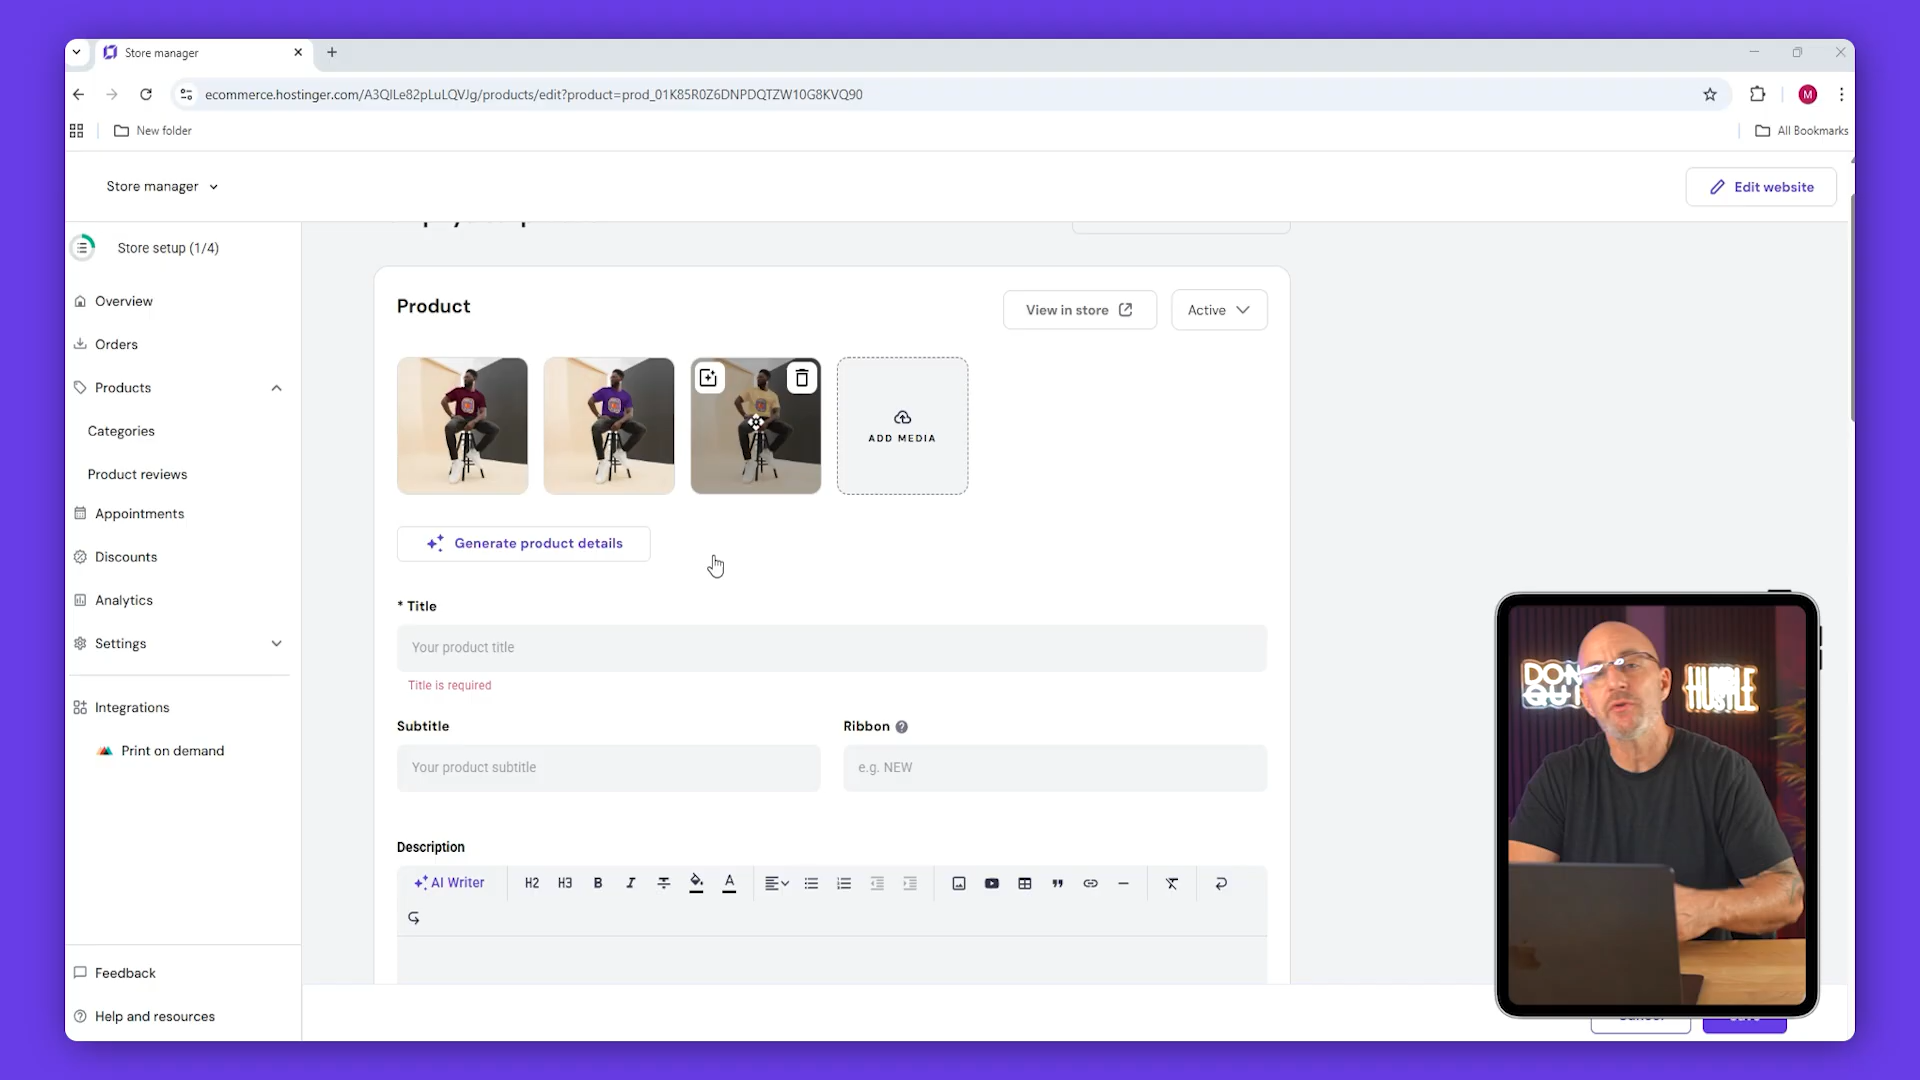 Store manager
ecommerce.hostinger.com/A3QILe82pLuLQVJg/products/edit?product=prod_01K85R0Z6DNPDQTZW10G8KVQ90
M
New folder
All Bookmarks
Store manager
Edit website
Store setup (1/4)
Overview
Orders
Products
Categories
Product reviews
Appointments
Discounts
Analytics
Settings
Integrations
Print on demand
Feedback
Help and resources
Product
View in store
Active
ADD MEDIA
Generate product details
* Title
Your product title
Title is required
Subtitle
Ribbon
Your product subtitle
e.g. NEW
Description
AI Writer
H2
H3
B
I
A
HUSTLE